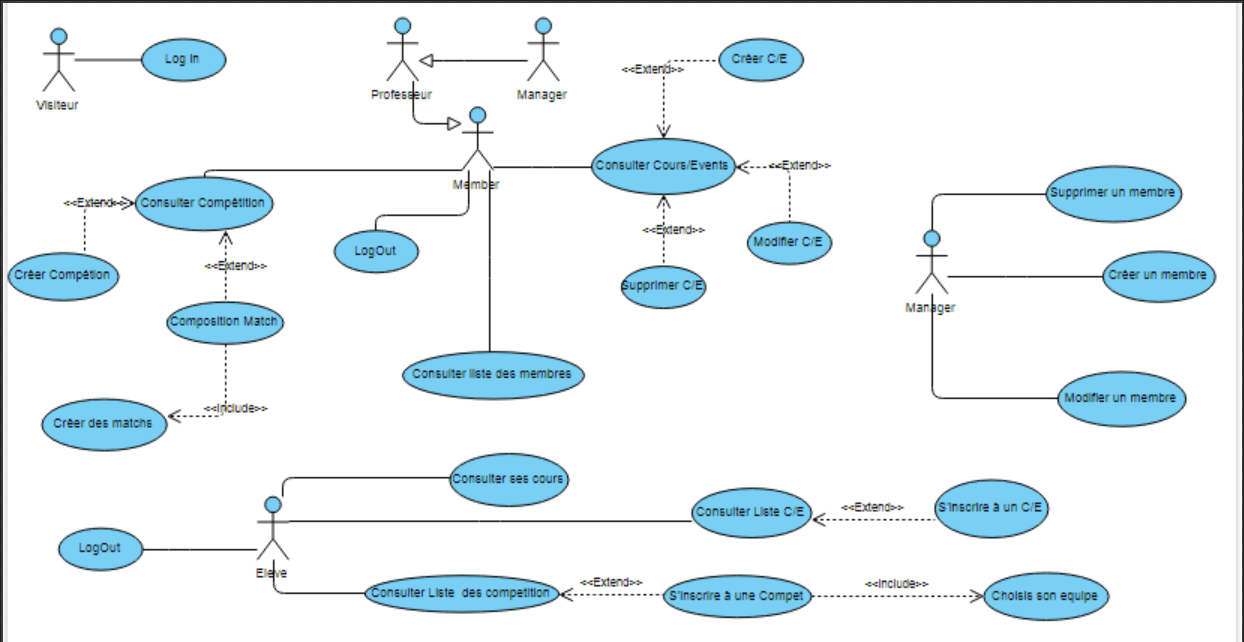 Log In
Visiteur
Professeur
Manager
Créer C/E
<<Extend>>
Consulter Cours/Events
<<Extend>>
Member
Consulter Compétition
<<Extend>>
Supprimer un membre
<<Extend>>
Modifier C/E
LogOut
<<Extend>>
Créer Compétion
Supprimer C/E
Créer un membre
Manager
Composition Match
Consulter liste des membres
Modifier un membre
<<Include>>
Créer des matchs
Consulter ses cours
Consulter Liste C/E
<<Extend>>
S'inscrire à un C/E
LogOut
Eleve
Consulter Liste des competition
<<Extend>>
S'inscrire à une Compet
<<Include>>
Choisis son equipe